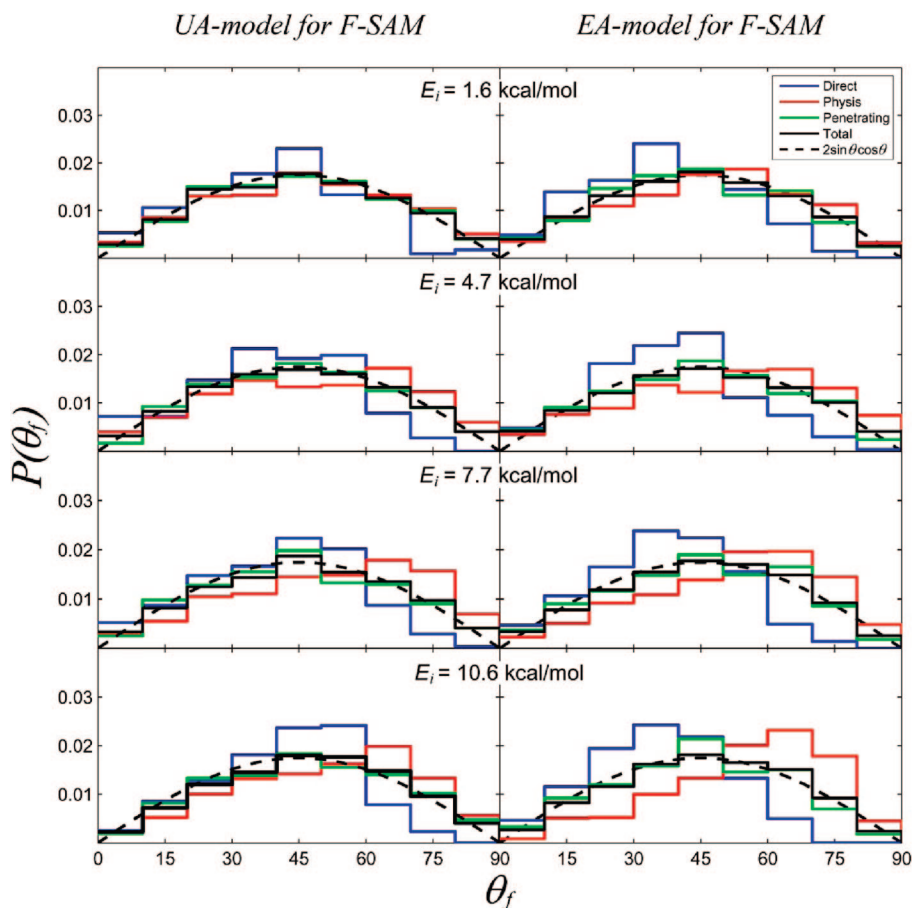 UA-model for F-SAM EA-model for F-SAM
E_i = 1.6 kcal/mol
Direct
Physis
Penetrating
Total
2sinθcosθ
0.03
0.02
0.01
E_i = 4.7 kcal/mol
0.03
0.02
0.01
E_i = 7.7 kcal/mol
0.03
0.02
0.01
E_i = 10.6 kcal/mol
0.03
0.02
0.01
P(θ_f)
0 15 30 45 60 75 90 15 30 45 60 75 90
θ_f